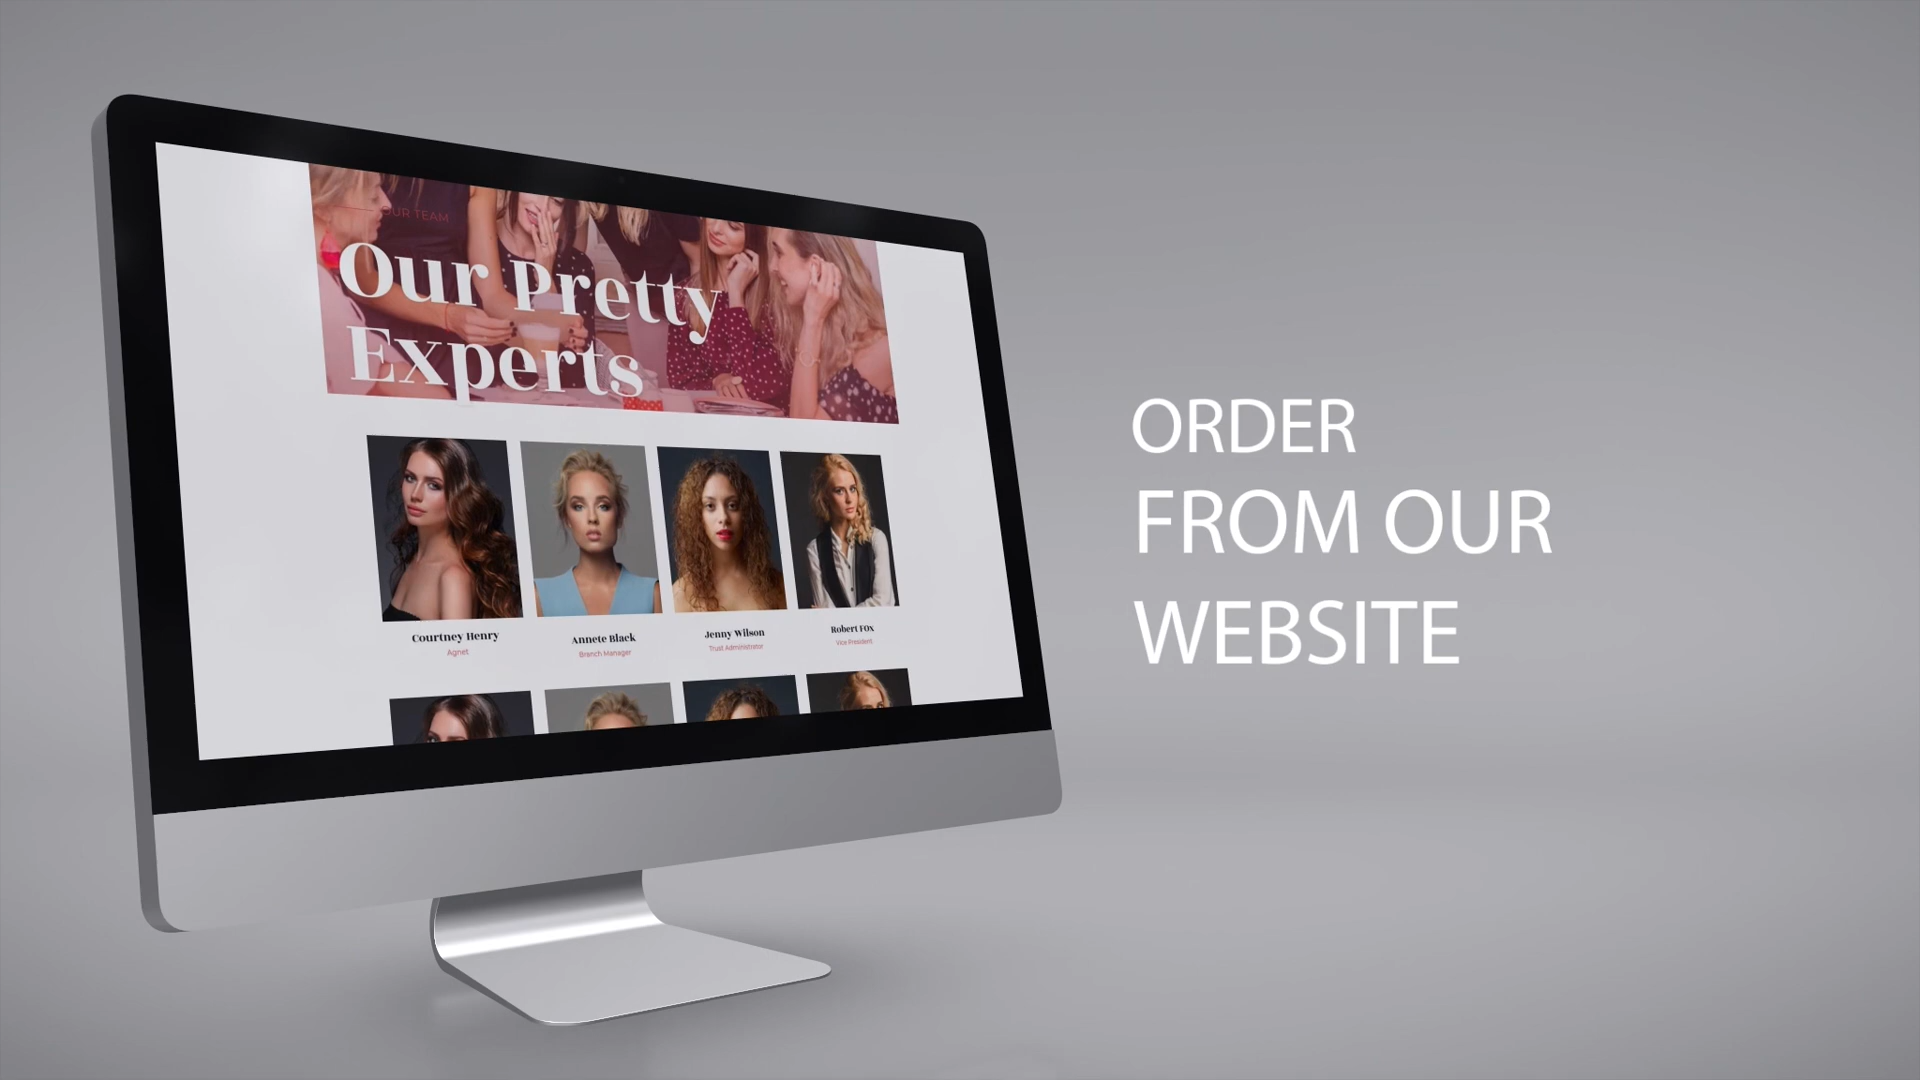 OUR TEAM
Our Pretty
Experts
Courtney Henry
Agnet
Annete Black
Branch Manager
Jenny Wilson
Trust Administrator
Robert FOx
Vice President
ORDER
FROM OUR
WEBSITE